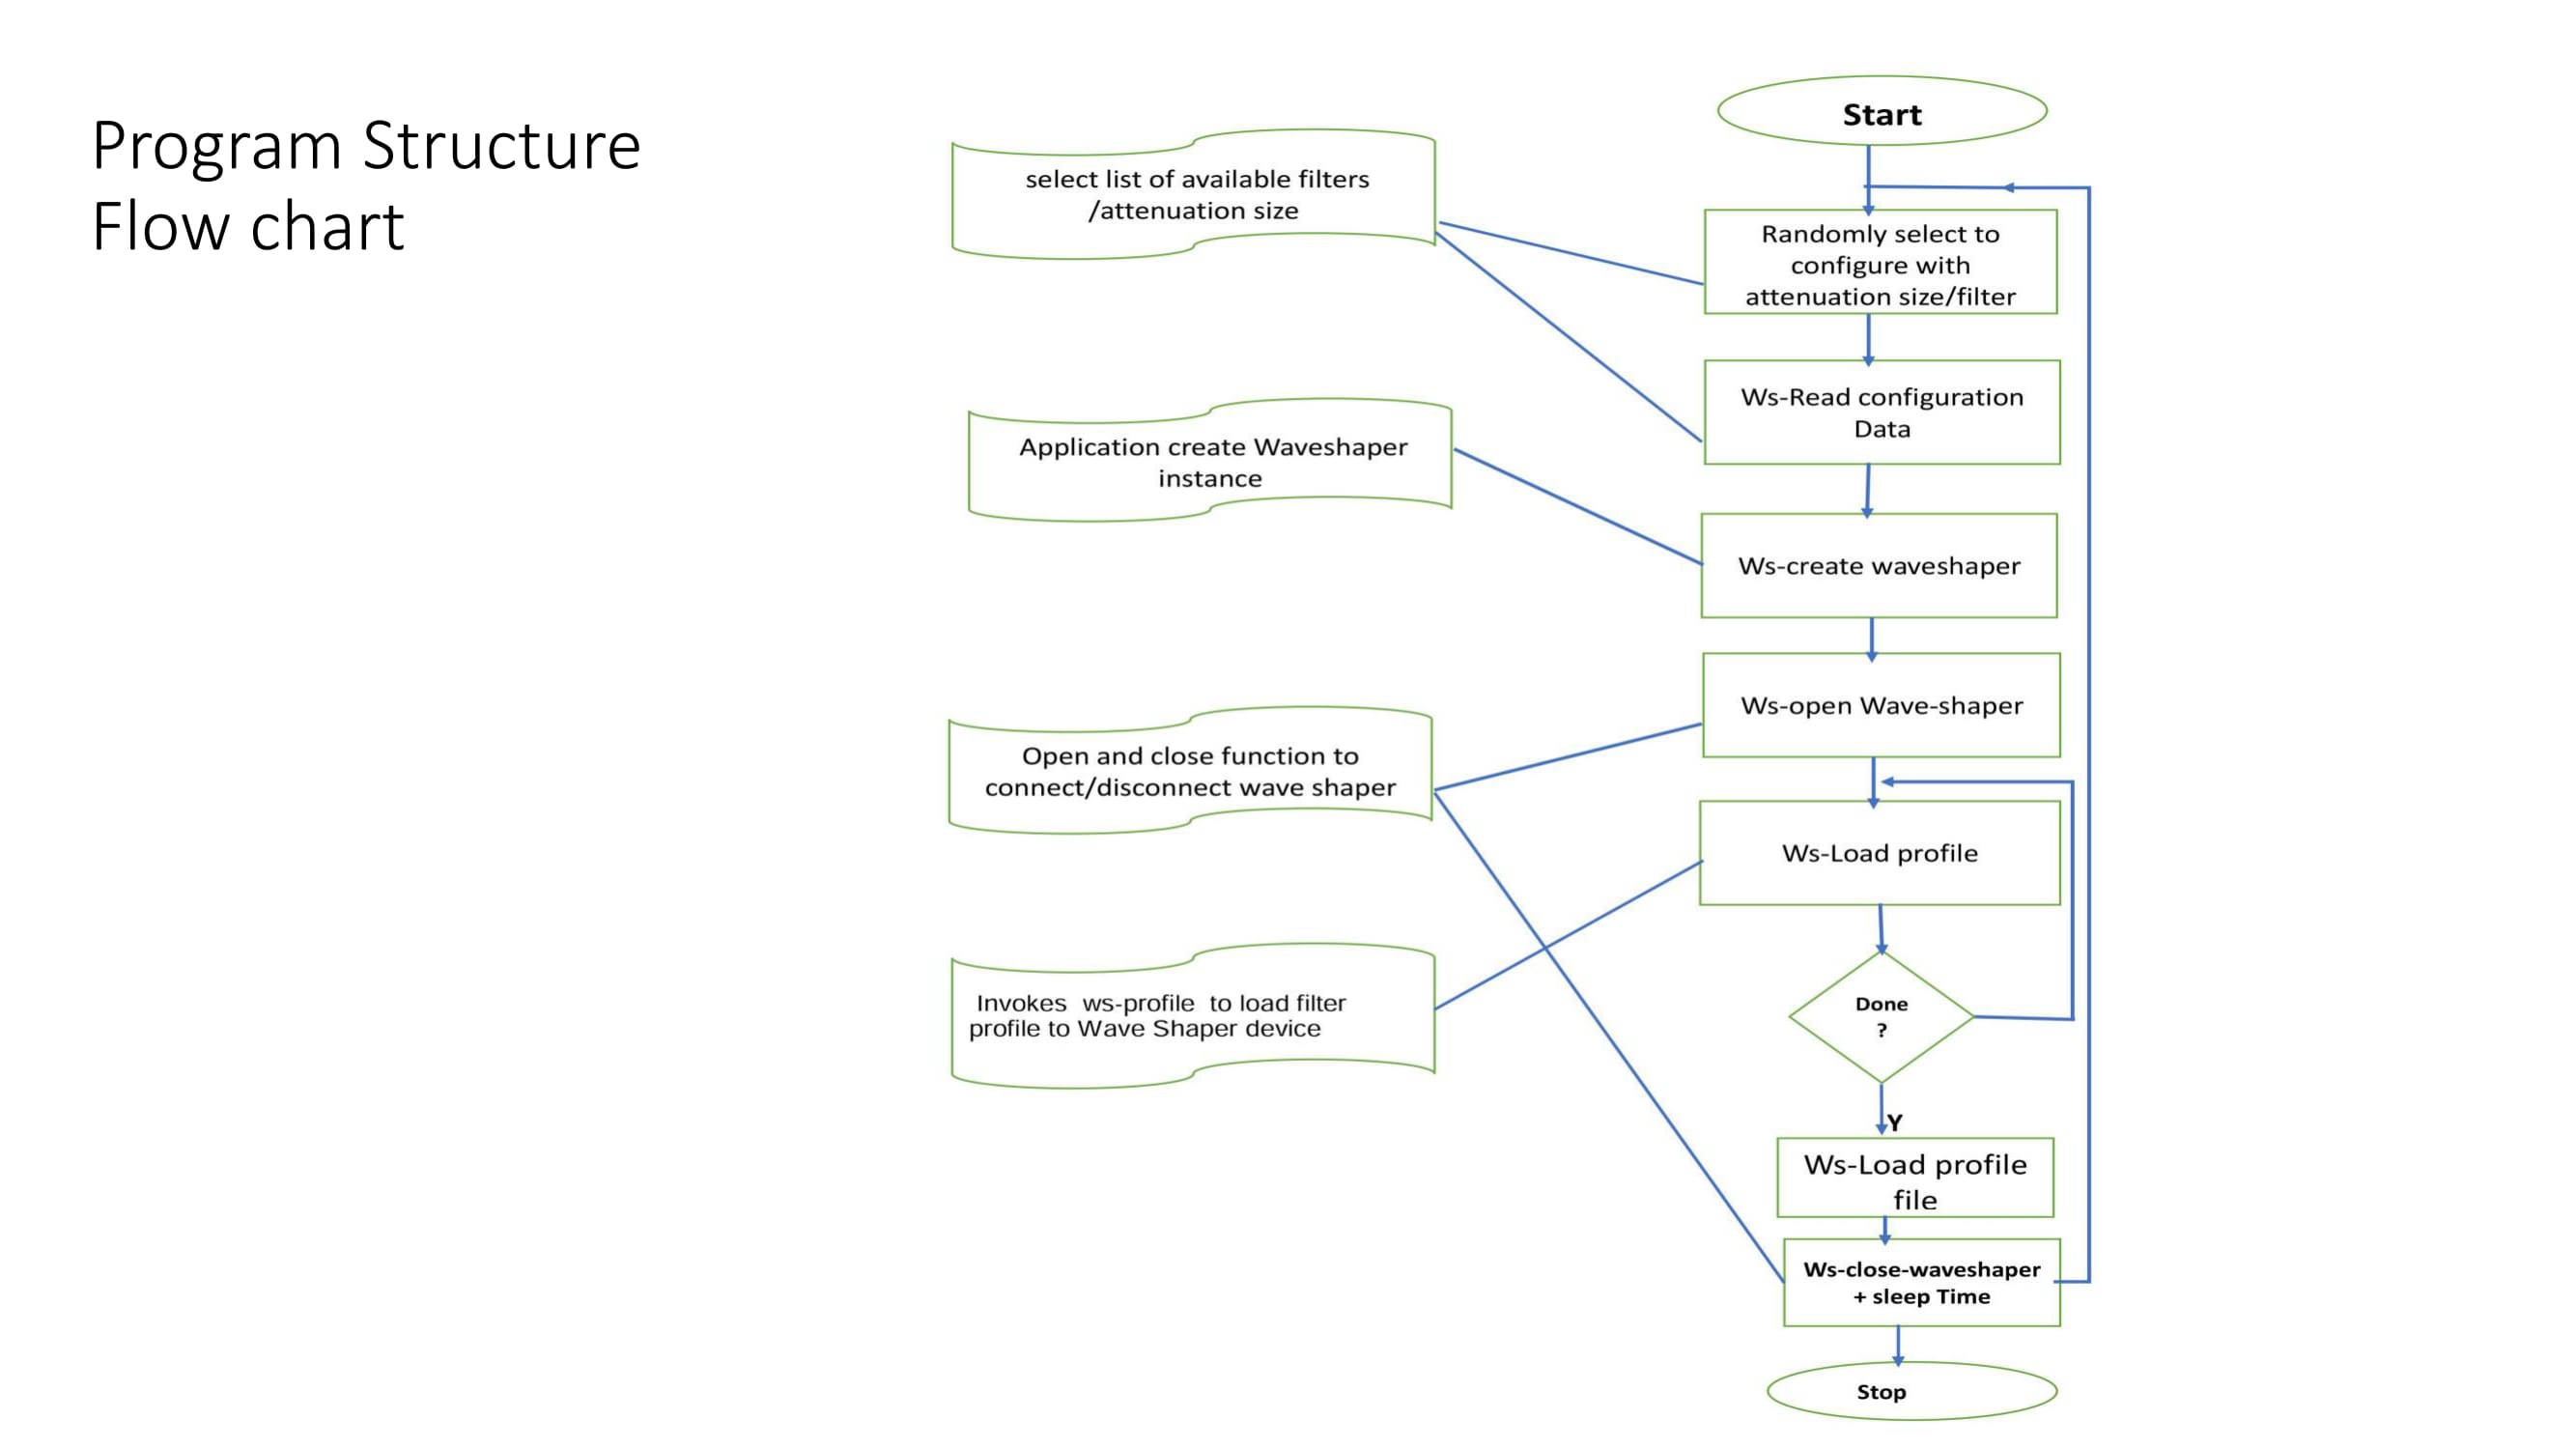 Program Structure
Flow chart
Start
select list of available filters
/attenuation size
Randomly select to
configure with
attenuation size/filter
Ws-Read configuration
Data
Application create Waveshaper
instance
Ws-create waveshaper
Ws-open Wave-shaper
Open and close function to
connect/disconnect wave shaper
Ws-Load profile
Invokes ws-profile to load filter
profile to Wave Shaper device
Done
?
Y
Ws-Load profile
file
Ws-close-waveshaper
+ sleep Time
Stop